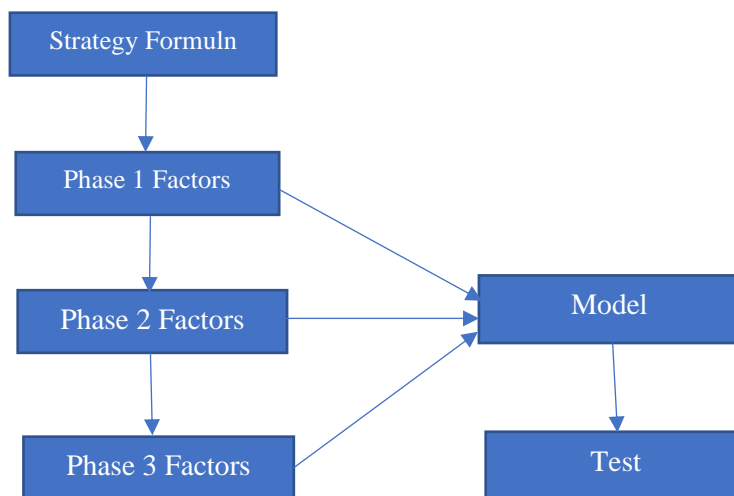 Strategy Formuln
Phase 1 Factors
Phase 2 Factors
Model
Phase 3 Factors
Test